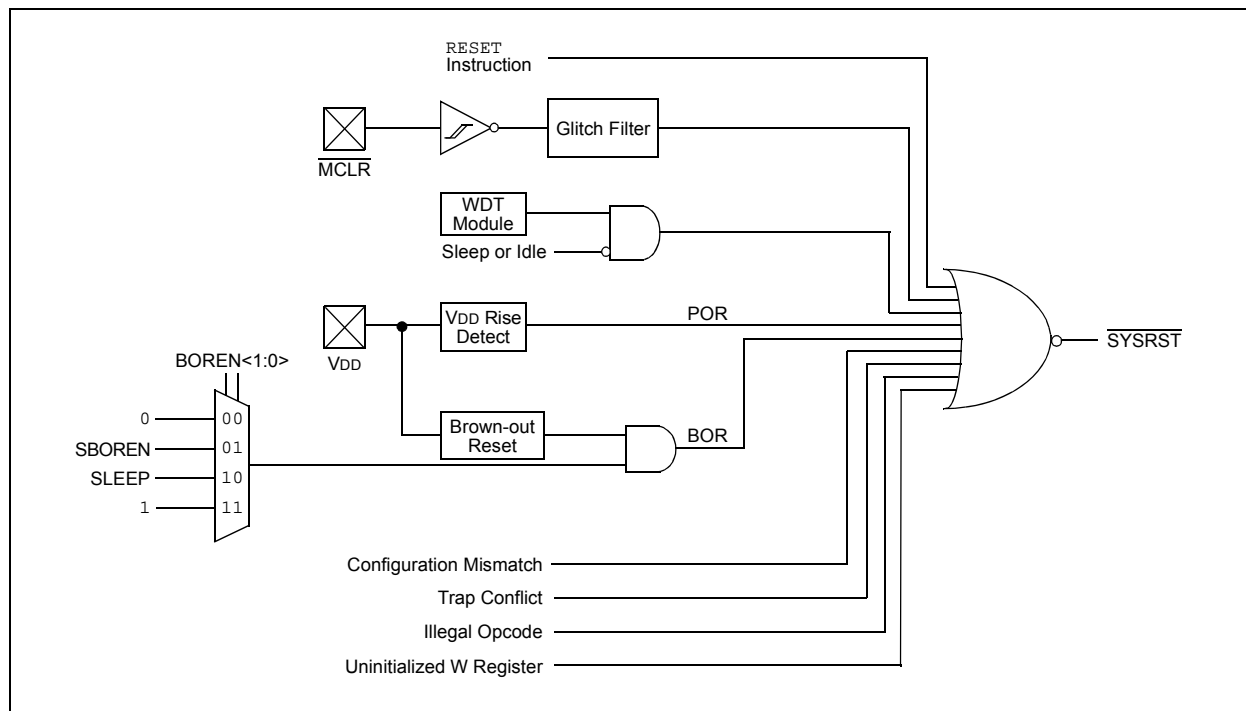 RESET
Instruction
MCLR
Glitch Filter
WDT
Module
Sleep or Idle
VDD
VDD Rise
Detect
POR
SYSRST
BOREN<1:0>
0
00
SBOREN
01
SLEEP
10
1
11
Brown-out
Reset
BOR
Configuration Mismatch
Trap Conflict
Illegal Opcode
Uninitialized W Register